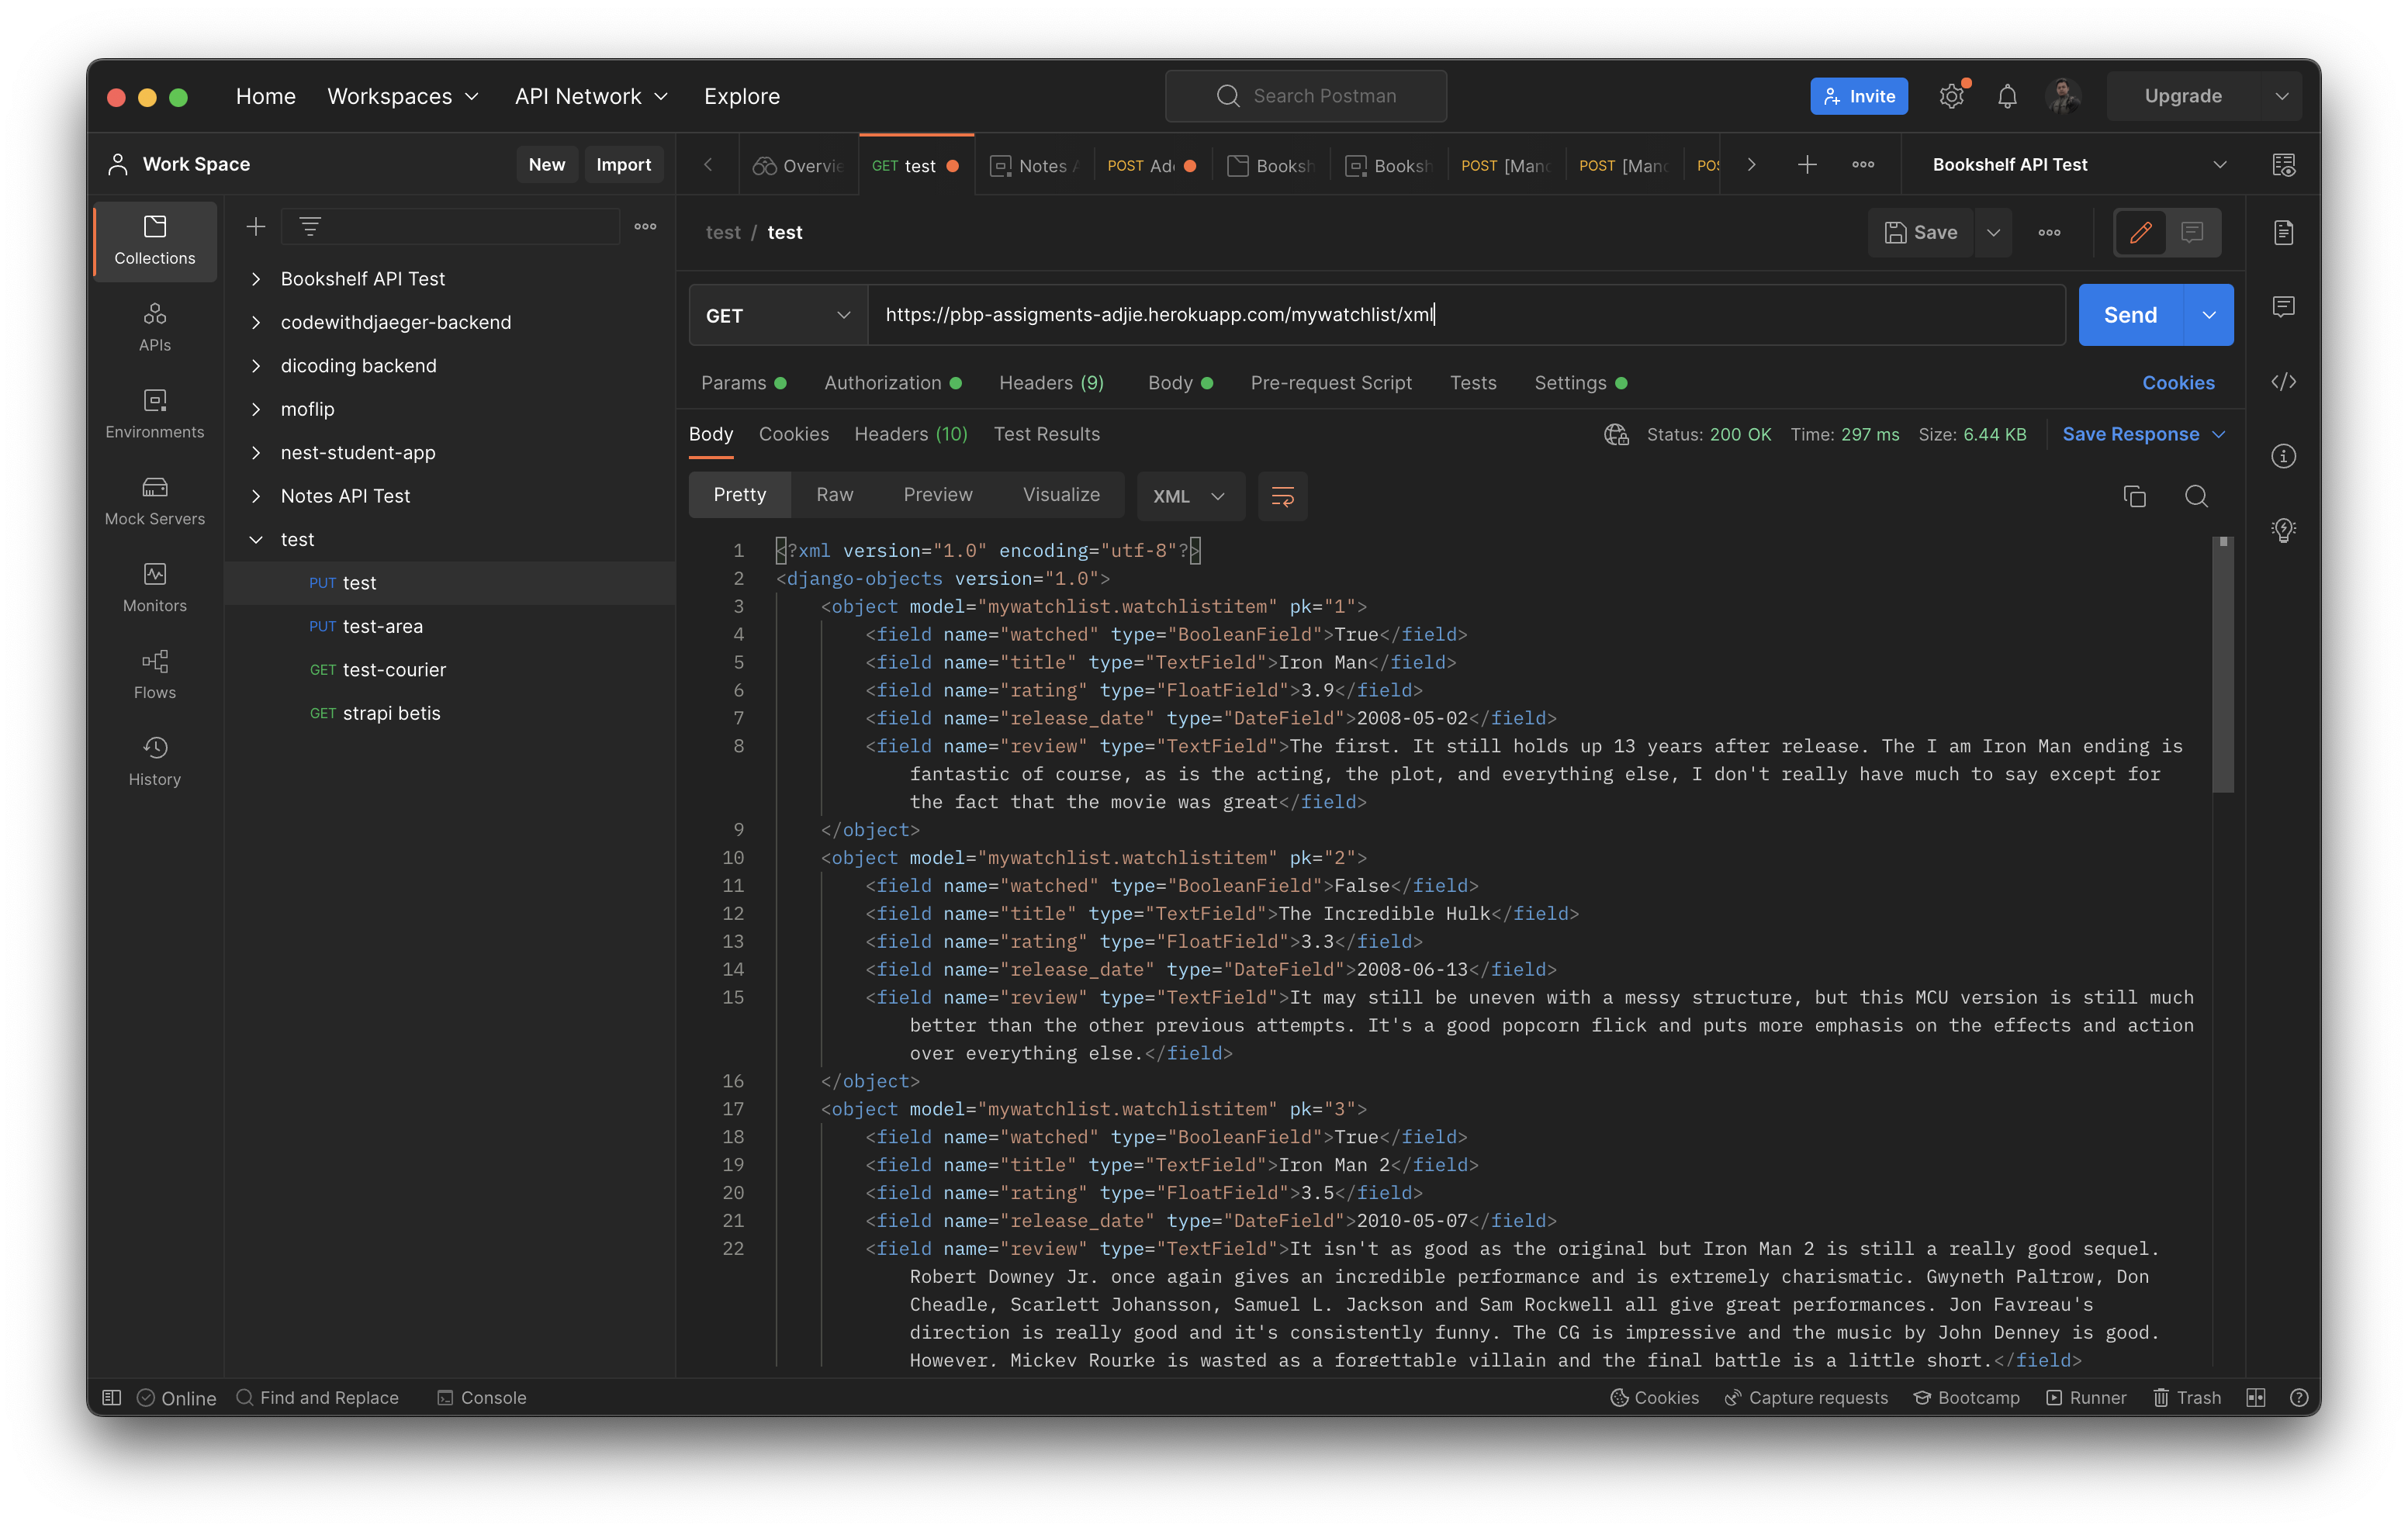 Home Workspaces API Network Explore Search Postman Invite Upgrade
Work Space New Import
Overvie GET test Notes A POST Ad Booksh Booksh POST [Man POST [Man POS Bookshelf API Test
Collections
APIs
Environments
Mock Servers
Monitors
Flows
History
Bookshelf API Test
codewithdjaeger-backend
dicoding backend
moflip
nest-student-app
Notes API Test
test
PUT test
PUT test-area
GET test-courier
GET strapi betis
test / test Save
GET https://pbp-assigments-adjie.herokuapp.com/mywatchlist/xml Send
Params Authorization Headers (9) Body Pre-request Script Tests Settings Cookies
Body Cookies Headers (10) Test Results Status: 200 OK Time: 297 ms Size: 6.44 KB Save Response
Pretty Raw Preview Visualize XML
1 <?xml version="1.0" encoding="utf-8"?>
2 <django-objects version="1.0">
3 <object model="mywatchlist.watchlistitem" pk="1">
4 <field name="watched" type="BooleanField">True</field>
5 <field name="title" type="TextField">Iron Man</field>
6 <field name="rating" type="FloatField">3.9</field>
7 <field name="release_date" type="DateField">2008-05-02</field>
8 <field name="review" type="TextField">The first. It still holds up 13 years after release. The I am Iron Man ending is
fantastic of course, as is the acting, the plot, and everything else, I don't really have much to say except for
the fact that the movie was great</field>
9 </object>
10 <object model="mywatchlist.watchlistitem" pk="2">
11 <field name="watched" type="BooleanField">False</field>
12 <field name="title" type="TextField">The Incredible Hulk</field>
13 <field name="rating" type="FloatField">3.3</field>
14 <field name="release_date" type="DateField">2008-06-13</field>
15 <field name="review" type="TextField">It may still be uneven with a messy structure, but this MCU version is still much
better than the other previous attempts. It's a good popcorn flick and puts more emphasis on the effects and action
over everything else.</field>
16 </object>
17 <object model="mywatchlist.watchlistitem" pk="3">
18 <field name="watched" type="BooleanField">True</field>
19 <field name="title" type="TextField">Iron Man 2</field>
20 <field name="rating" type="FloatField">3.5</field>
21 <field name="release_date" type="DateField">2010-05-07</field>
22 <field name="review" type="TextField">It isn't as good as the original but Iron Man 2 is still a really good sequel.
Robert Downey Jr. once again gives an incredible performance and is extremely charismatic. Gwyneth Paltrow, Don
Cheadle, Scarlett Johansson, Samuel L. Jackson and Sam Rockwell all give great performances. Jon Favreau's
direction is really good and it's consistently funny. The CG is impressive and the music by John Denney is good.
However, Mickey Rourke is wasted as a forgettable villain and the final battle is a little short.</field>
Online Find and Replace Console Cookies Capture requests Bootcamp Runner Trash